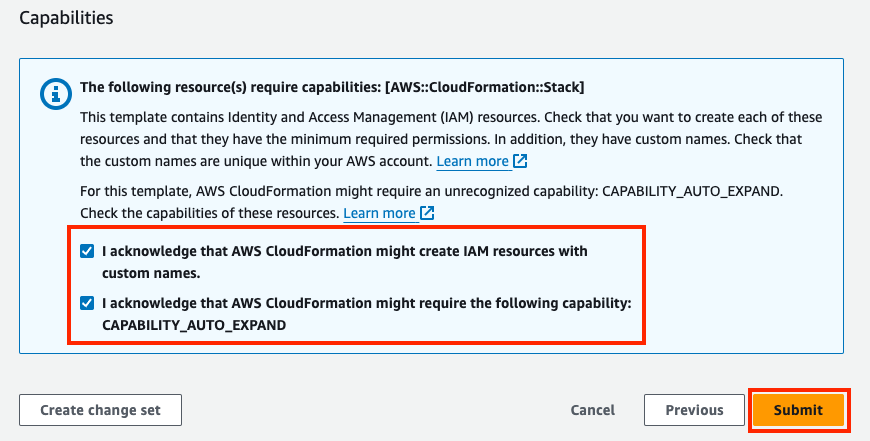 Capabilities
The following resource(s) require capabilities: [AWS::CloudFormation::Stack]
This template contains Identity and Access Management (IAM) resources. Check that you want to create each of these
resources and that they have the minimum required permissions. In addition, they have custom names. Check that
the custom names are unique within your AWS account. Learn more
For this template, AWS CloudFormation might require an unrecognized capability: CAPABILITY_AUTO_EXPAND.
Check the capabilities of these resources. Learn more
I acknowledge that AWS CloudFormation might create IAM resources with
custom names.
I acknowledge that AWS CloudFormation might require the following capability:
CAPABILITY_AUTO_EXPAND
Create change set Cancel Previous Submit